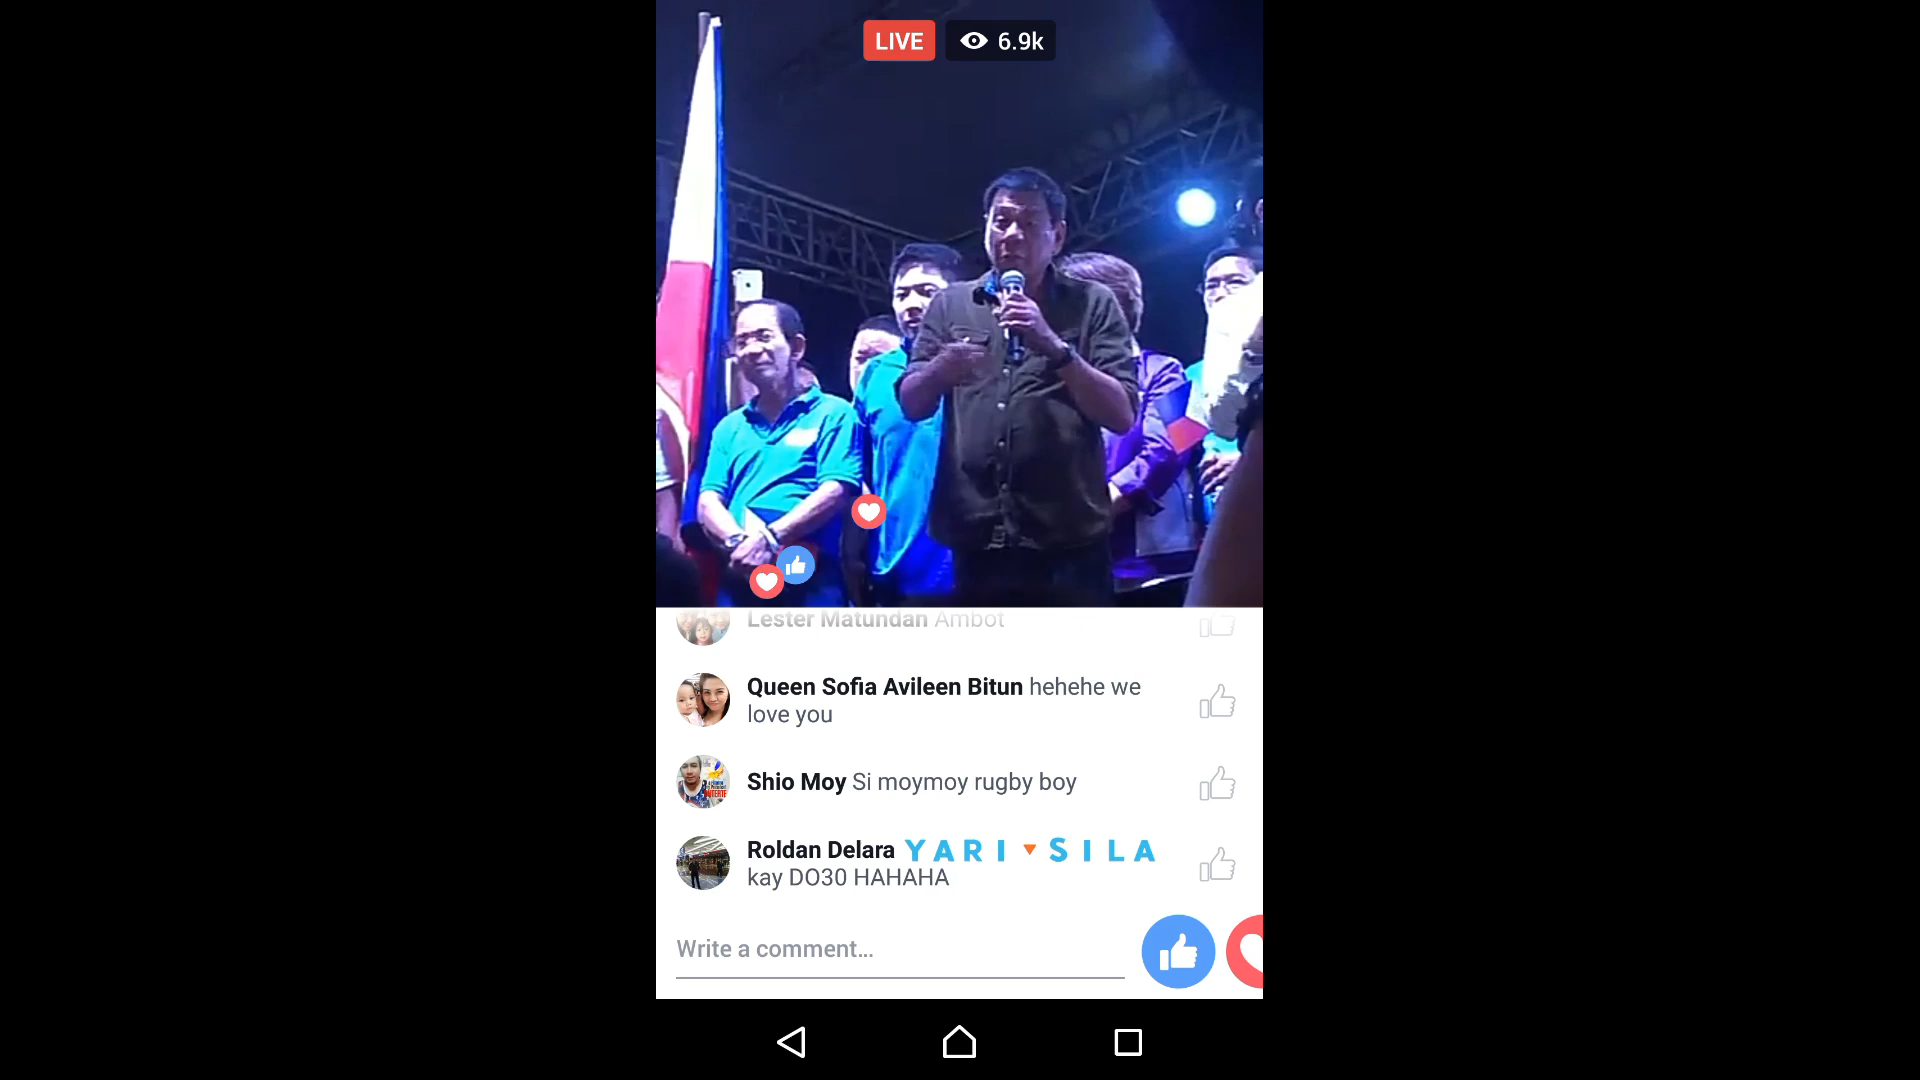 LIVE 6.9k
Lester Matundan Ambot
Queen Sofia Avileen Bitun hehehe we
love you
Shio Moy Si moymoy rugby boy
Roldan Delara YARI SILA
kay DO30 HAHAHA
Write a comment...